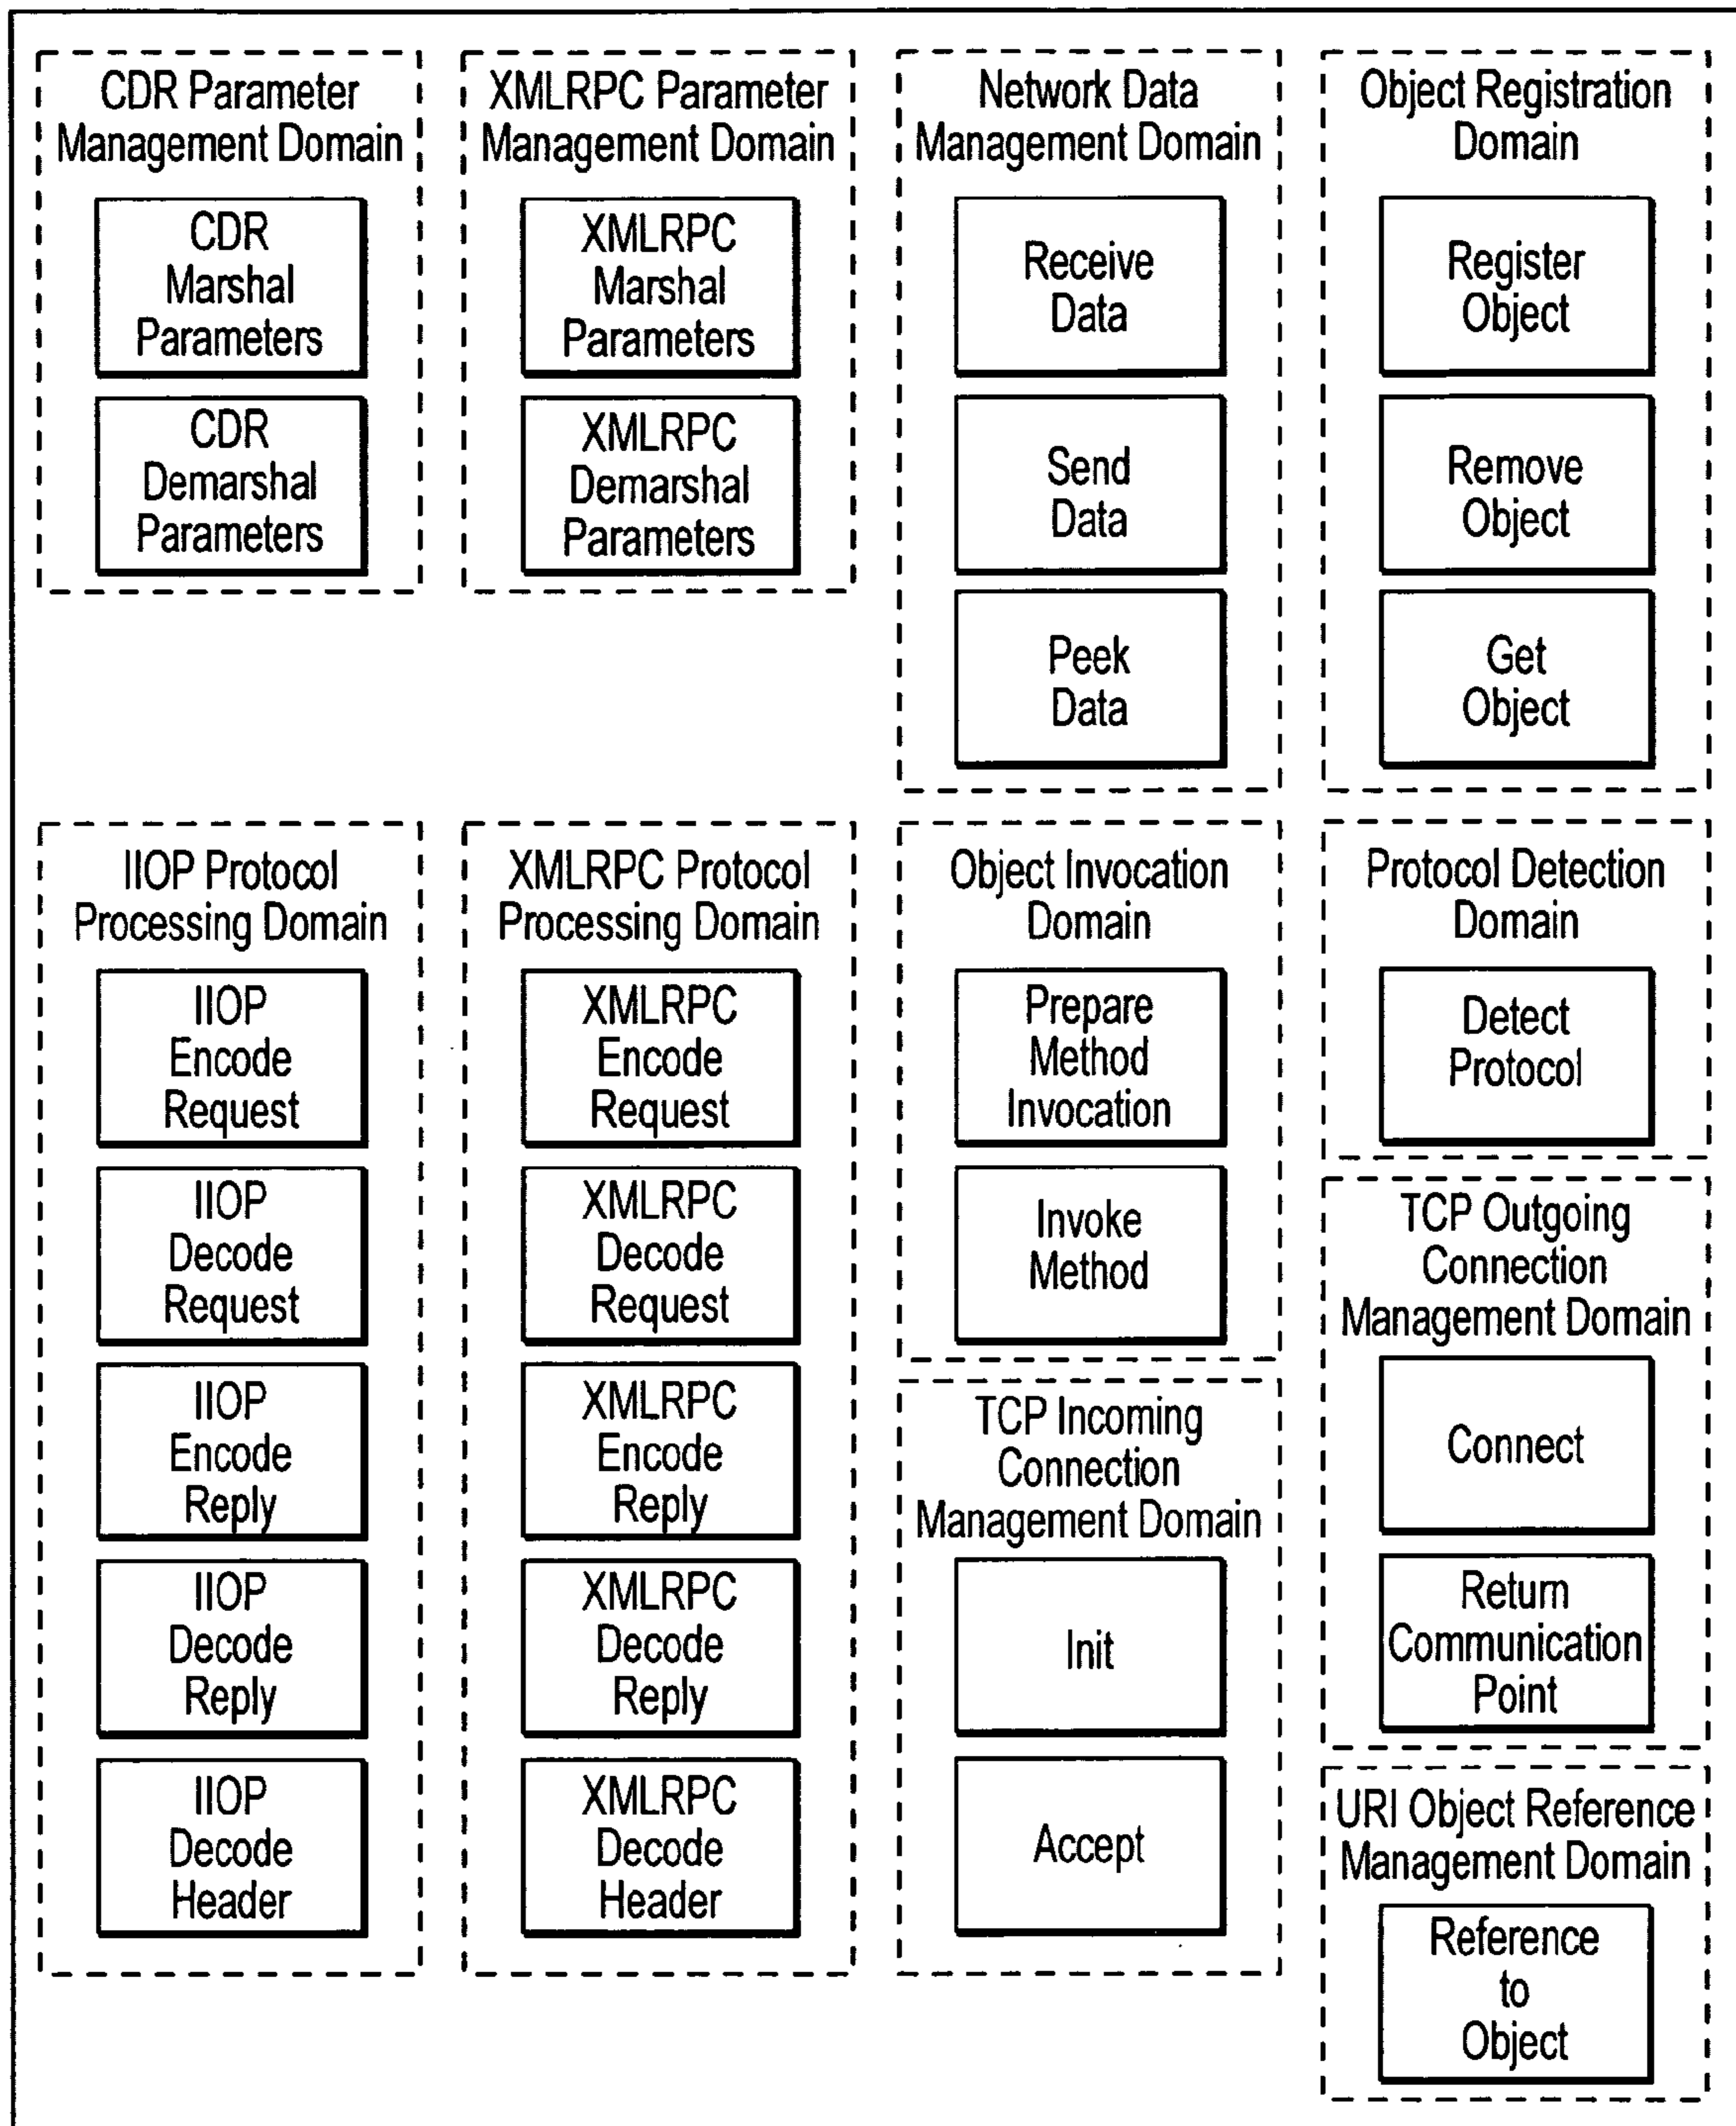 CDR Parameter
Management Domain
CDR
Marshal
Parameters
CDR
Demarshal
Parameters
XMLRPC Parameter
Management Domain
XMLRPC
Marshal
Parameters
XMLRPC
Demarshal
Parameters
Network Data
Management Domain
Receive
Data
Send
Data
Peek
Data
Object Registration
Domain
Register
Object
Remove
Object
Get
Object
IIOP Protocol
Processing Domain
IIOP
Encode
Request
IIOP
Decode
Request
IIOP
Encode
Reply
IIOP
Decode
Reply
IIOP
Decode
Header
XMLRPC Protocol
Processing Domain
XMLRPC
Encode
Request
XMLRPC
Decode
Request
XMLRPC
Encode
Reply
XMLRPC
Decode
Reply
XMLRPC
Decode
Header
Object Invocation
Domain
Prepare
Method
Invocation
Invoke
Method
TCP Incoming
Connection
Management Domain
Init
Accept
Protocol Detection
Domain
Detect
Protocol
TCP Outgoing
Connection
Management Domain
Connect
Return
Communication
Point
URI Object Reference
Management Domain
Reference
to
Object